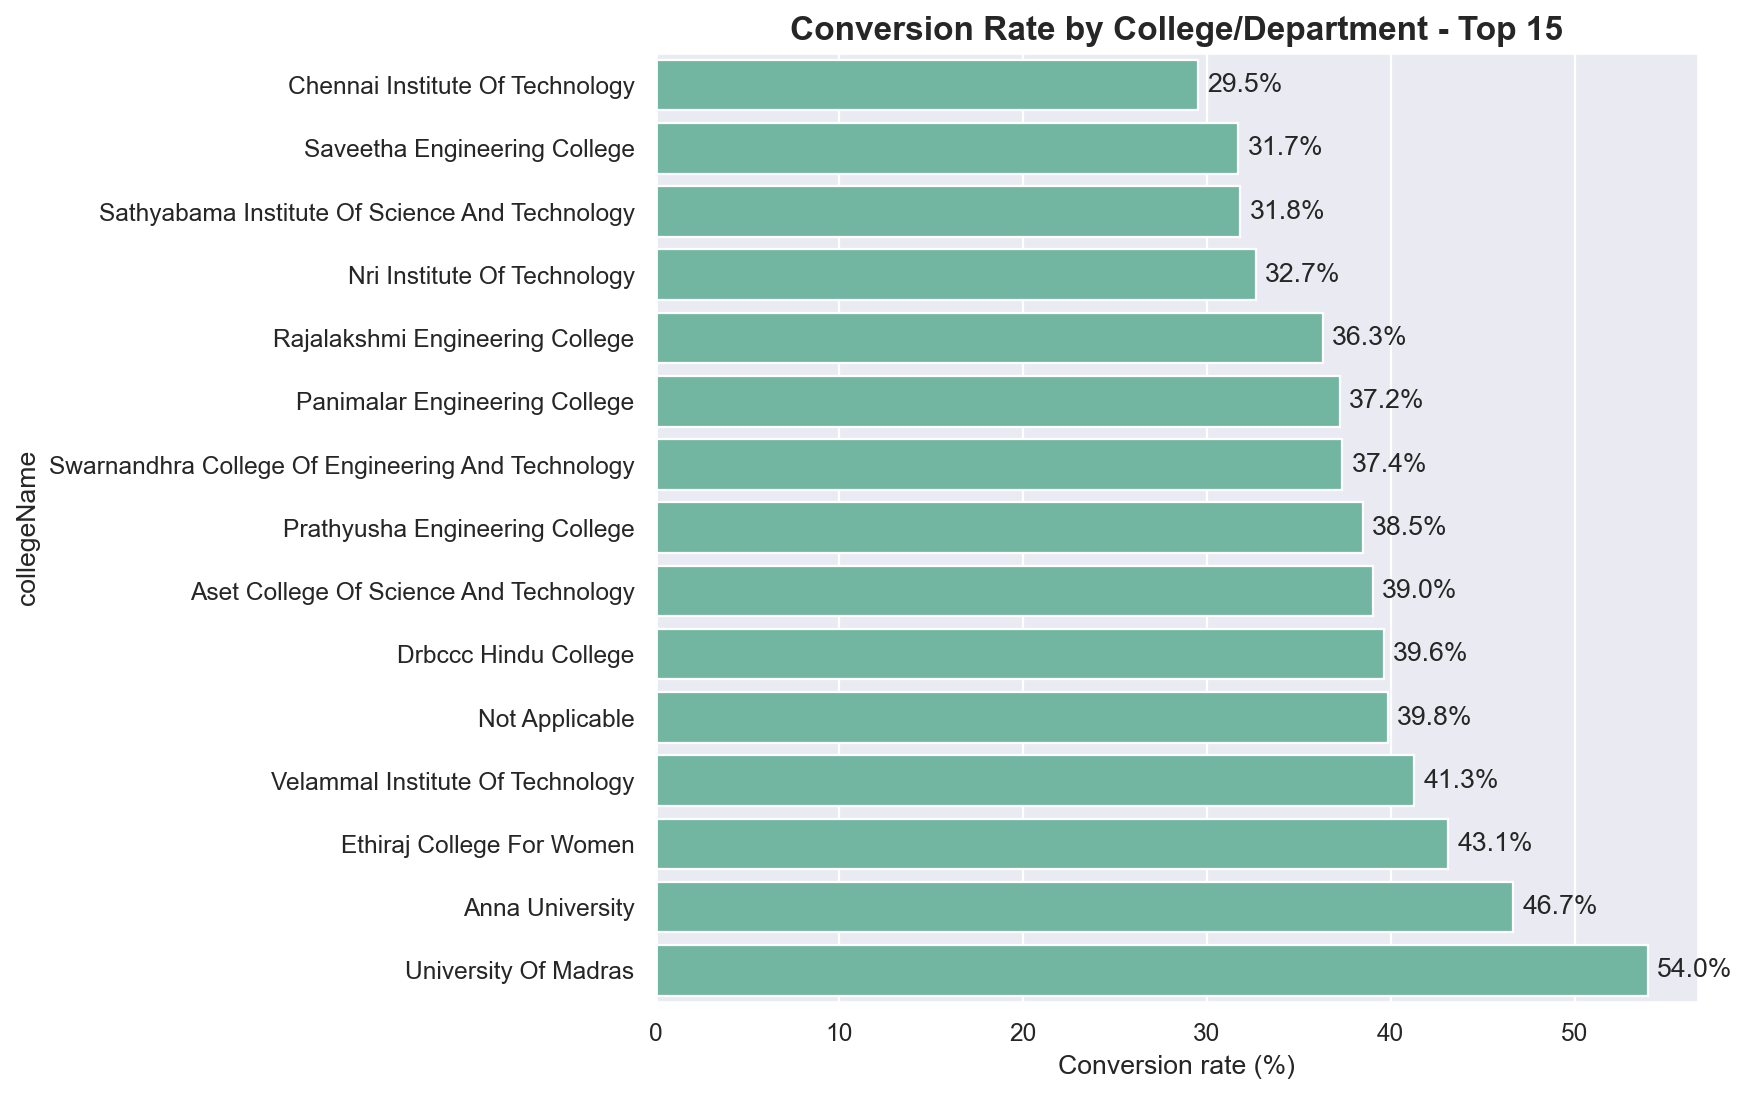 Conversion Rate by College/Department - Top 15
Chennai Institute Of Technology
29.5%
Saveetha Engineering College
31.7%
Sathyabama Institute Of Science And Technology
31.8%
Nri Institute Of Technology
32.7%
Rajalakshmi Engineering College
36.3%
Panimalar Engineering College
37.2%
Swarnandhra College Of Engineering And Technology
37.4%
Prathyusha Engineering College
38.5%
Aset College Of Science And Technology
39.0%
Drbccc Hindu College
39.6%
Not Applicable
39.8%
Velammal Institute Of Technology
41.3%
Ethiraj College For Women
43.1%
Anna University
46.7%
University Of Madras
54.0%
collegeName
0 10 20 30 40 50
Conversion rate (%)